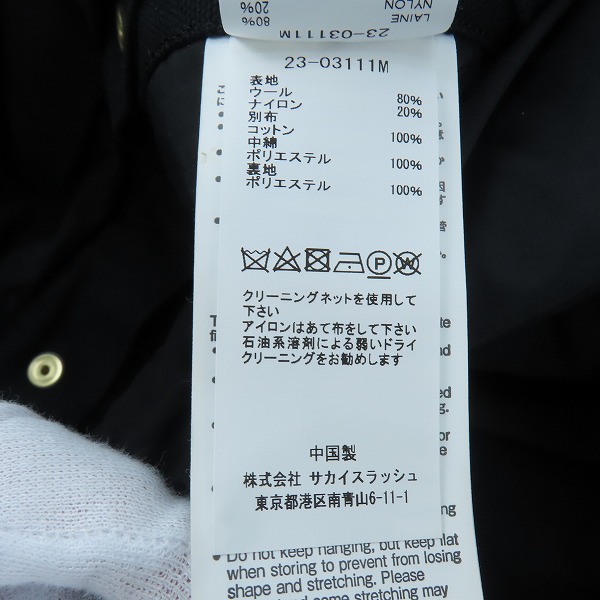 LAINE 80%
NYLON 20%
23-03111M
23-03111M
表地
ウール 80%
ナイロン 20%
別布
コットン 100%
中綿
ポリエステル 100%
裏地
ポリエステル 100%
クリーニングネットを使用して
下さい
アイロンはあて布をして下さい
石油系溶剤による弱いドライ
クリーニングをお勧めします
中国製
株式会社 サカイスラッシュ
東京都港区南青山6-11-1
• Do not keep hanging, but keep flat
when storing to prevent from losing
shape and stretching. Please
some stretching may